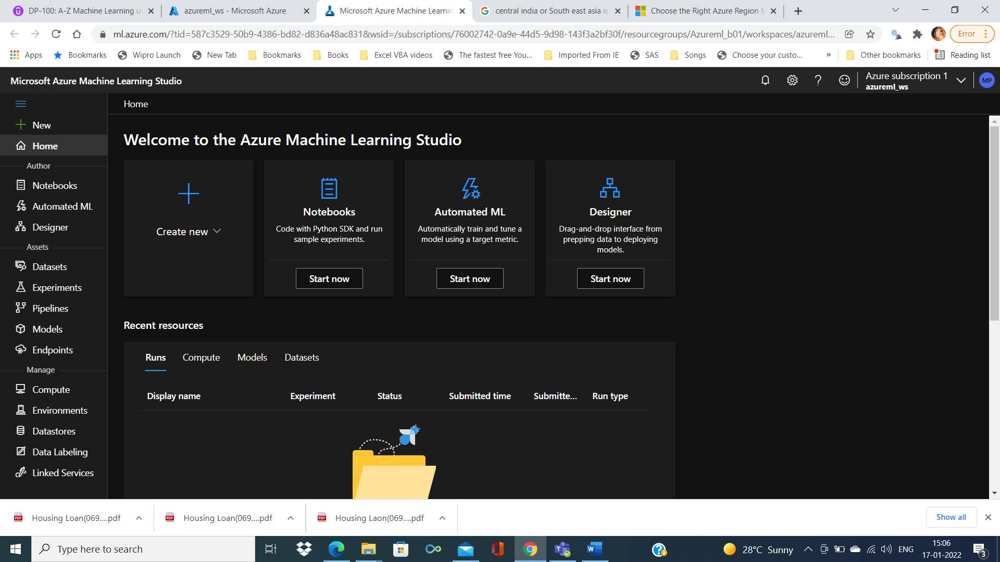 DP-100: A-Z Machine Learning us
azureml_ws - Microsoft Azure
Microsoft Azure Machine Learnin
central india or South east asia is
Choose the Right Azure Region f
ml.azure.com/?tid=587c3529-50b9-4386-bd82-d836a48ac831&wsid=/subscriptions/76002742-0a9e-44d5-9d98-143f3a2bf30f/resourcegroups/Azureml_b01/workspaces/azureml...
Error
Apps
Bookmarks
Wipro Launch
New Tab
Bookmarks
Books
Excel VBA videos
The fastest free You...
Imported From IE
SAS
Songs
Choose your custo...
»
Other bookmarks
Reading list
Microsoft Azure Machine Learning Studio
Azure subscription 1
azureml_ws
MP
New
Home
Author
Notebooks
Automated ML
Designer
Assets
Datasets
Experiments
Pipelines
Models
Endpoints
Manage
Compute
Environments
Datastores
Data Labeling
Linked Services
Home
Welcome to the Azure Machine Learning Studio
Create new
Notebooks
Code with Python SDK and run
sample experiments.
Start now
Automated ML
Automatically train and tune a
model using a target metric.
Start now
Designer
Drag-and-drop interface from
prepping data to deploying
models.
Start now
Recent resources
Runs
Compute
Models
Datasets
Display name
Experiment
Status
Submitted time
Submitte...
Run type
Housing Loan(069....pdf
Housing Loan(069....pdf
Housing Laon(069....pdf
Show all
Type here to search
28°C Sunny
ENG
15:06
17-01-2022
3